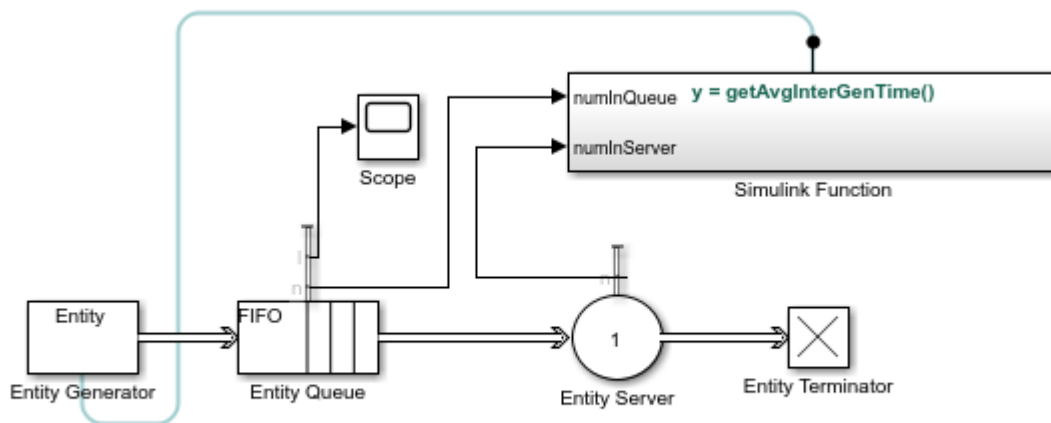 numInQueue y = getAvgInterGenTime()
numInServer
Simulink Function
Scope
l
n
n
Entity
FIFO
1
Entity Generator
Entity Queue
Entity Server
Entity Terminator